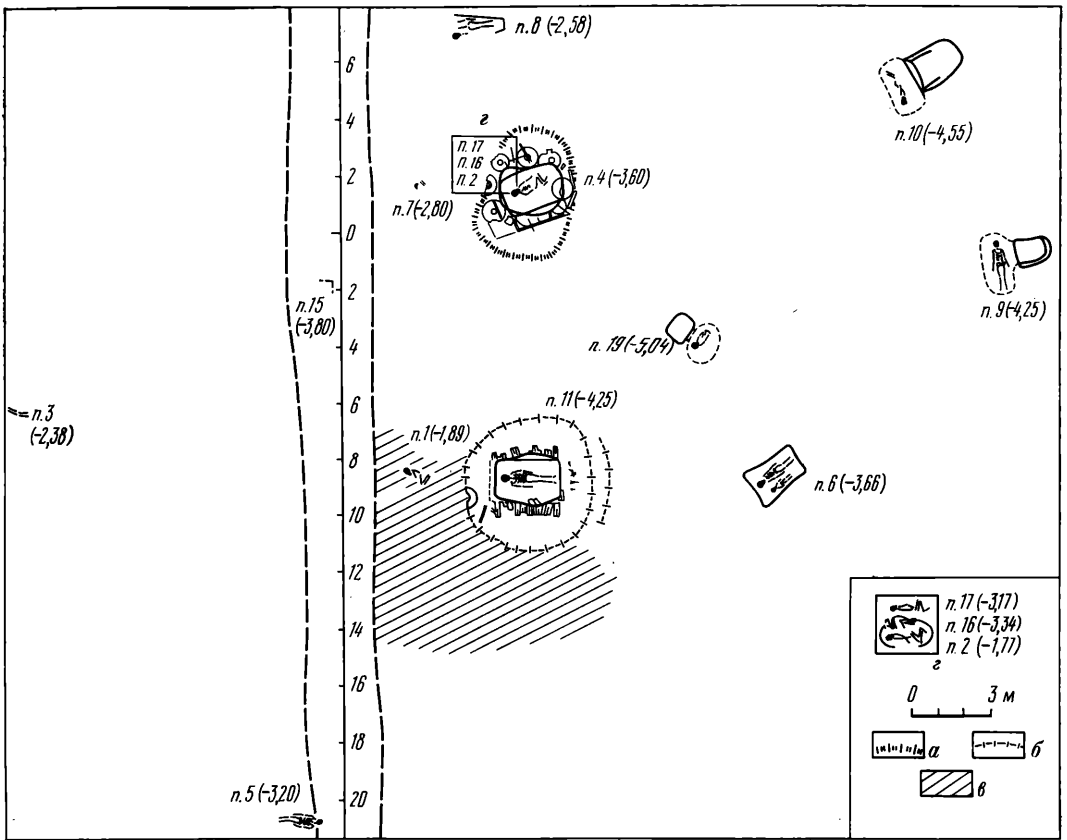 п. 8 (-2,58)
6
п. 10 (-4,55)
4
г
п. 17
п. 16
п. 2
п. 4 (-3,60)
2
п. 7 (-2,80)
0
п. 9 (-4,25)
2
п. 15
(-3,80)
п. 19 (-5,04)
4
6
п. 3
(-2,38)
п. 11 (-4,25)
п. 1 (-1,89)
8
п. 6 (-3,66)
10
12
14
16
18
20
п. 5 (-3,20)
п. 17 (-3,17)
п. 16 (-3,34)
п. 2 (-1,77)
г
0 3 м
а б
в